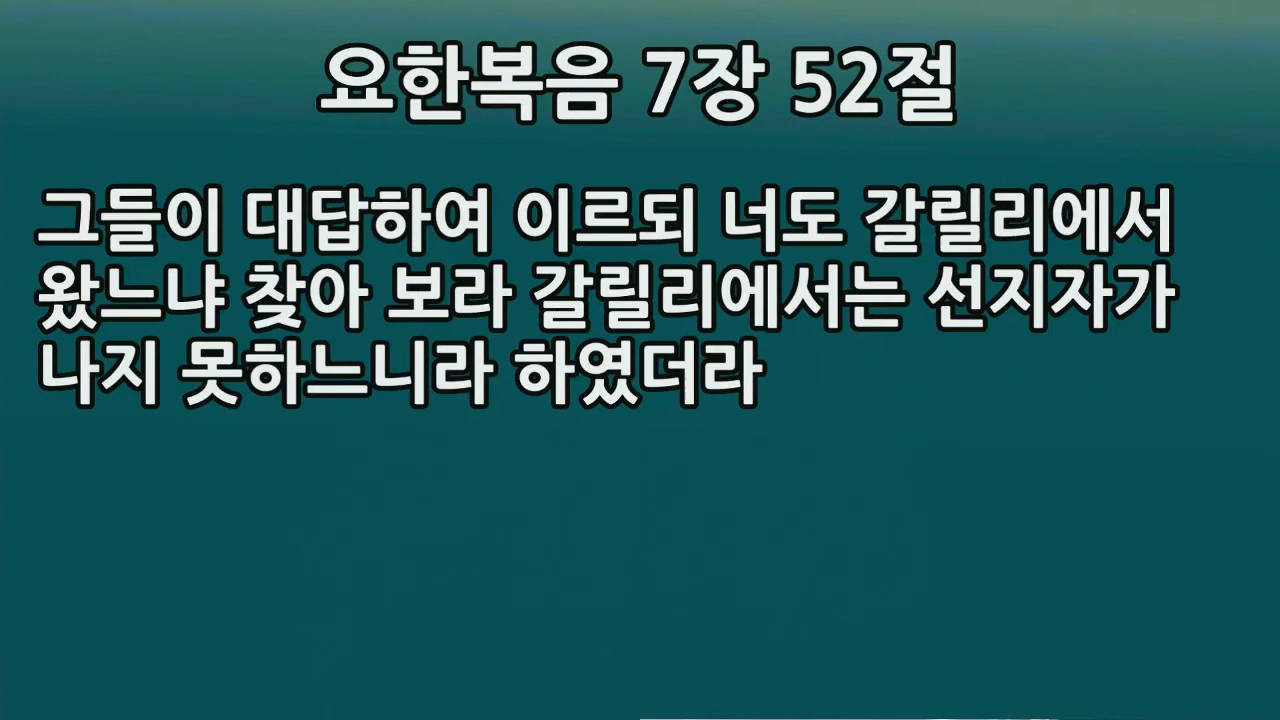 요한복음 7장 52절
그들이 대답하여 이르되 너도 갈릴리에서
왔느냐 찾아 보라 갈릴리에서는 선지자가
나지 못하느니라 하였더라